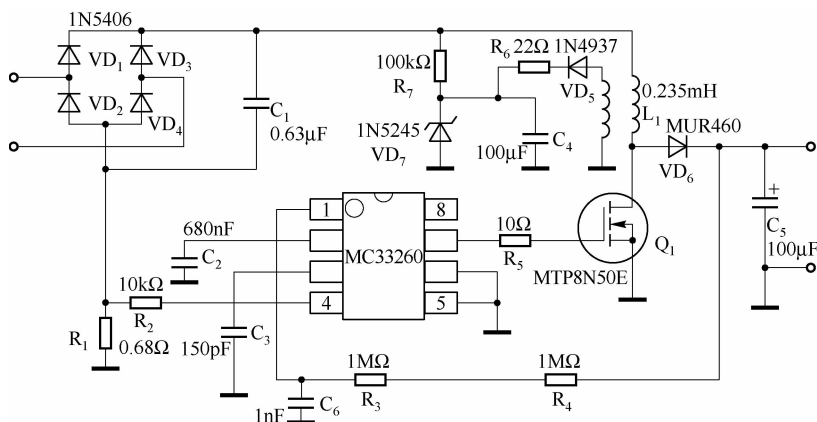 1N5406
VD1
VD3
VD2
VD4
C1
0.63μF
100kΩ
R7
1N5245
VD7
R6
22Ω
1N4937
VD5
C4
100μF
0.235mH
L1
MUR460
VD6
+
C5
100μF
1
8
MC33260
4
5
680nF
C2
10Ω
R5
Q1
MTP8N50E
10kΩ
R2
R1
0.68Ω
150pF
C3
1MΩ
R3
1MΩ
R4
1nF
C6